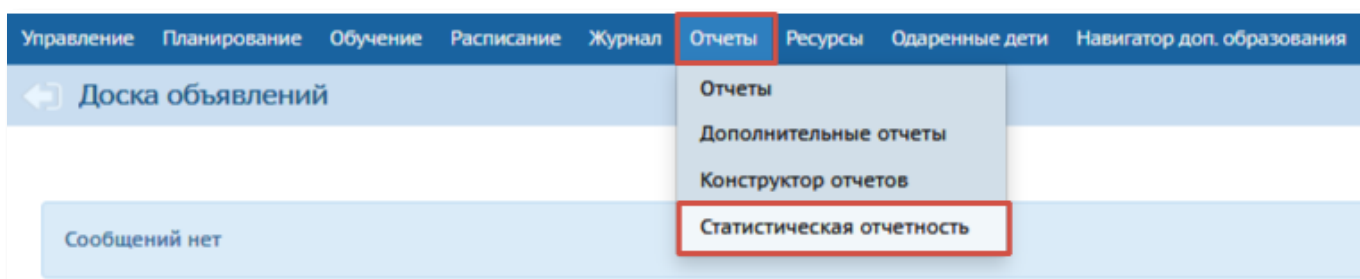 Управление Планирование Обучение Расписание Журнал Отчеты Ресурсы Одаренные дети Навигатор доп. образования
Доска объявлений
Отчеты
Дополнительные отчеты
Конструктор отчетов
Статистическая отчетность
Сообщений нет